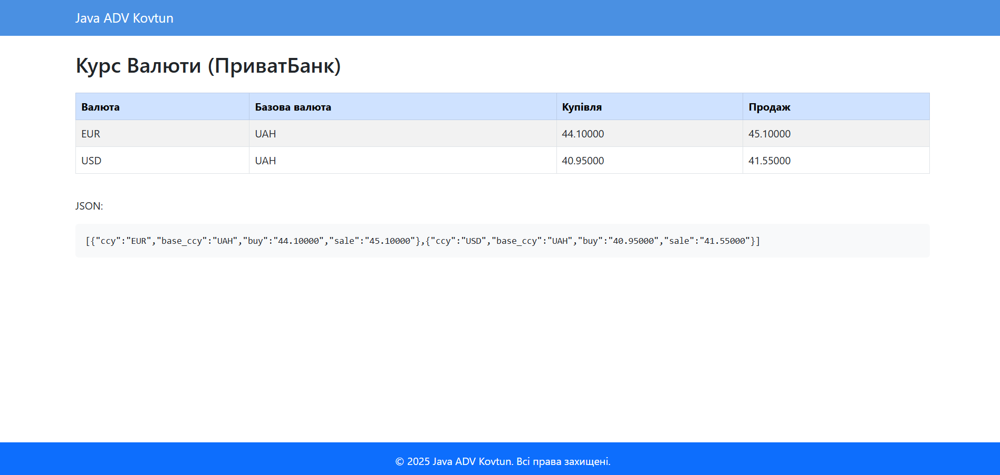 Java ADV Kovtun
Курс Валюти (ПриватБанк)
Валюта Базова валюта Купівля Продаж
EUR UAH 44.10000 45.10000
USD UAH 40.95000 41.55000
JSON:
[{"ccy":"EUR","base_ccy":"UAH","buy":"44.10000","sale":"45.10000"},{"ccy":"USD","base_ccy":"UAH","buy":"40.95000","sale":"41.55000"}]
© 2025 Java ADV Kovtun. Всі права захищені.